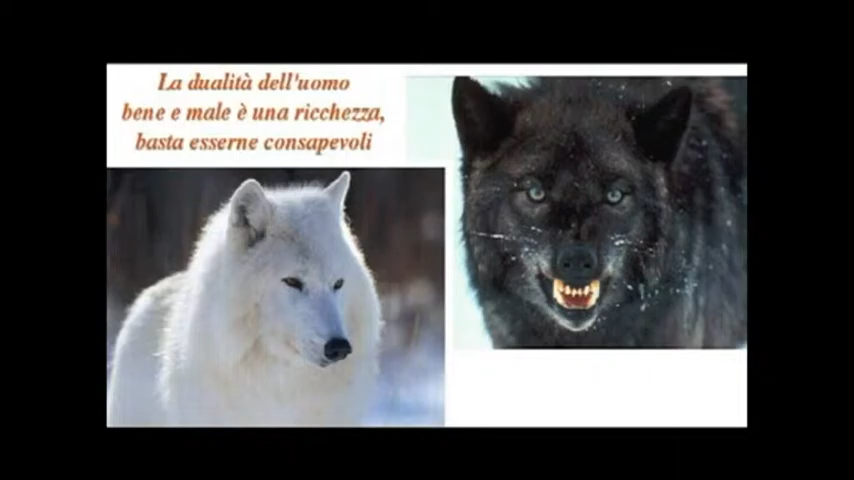 La dualità dell'uomo
bene e male è una ricchezza,
basta esserne consapevoli